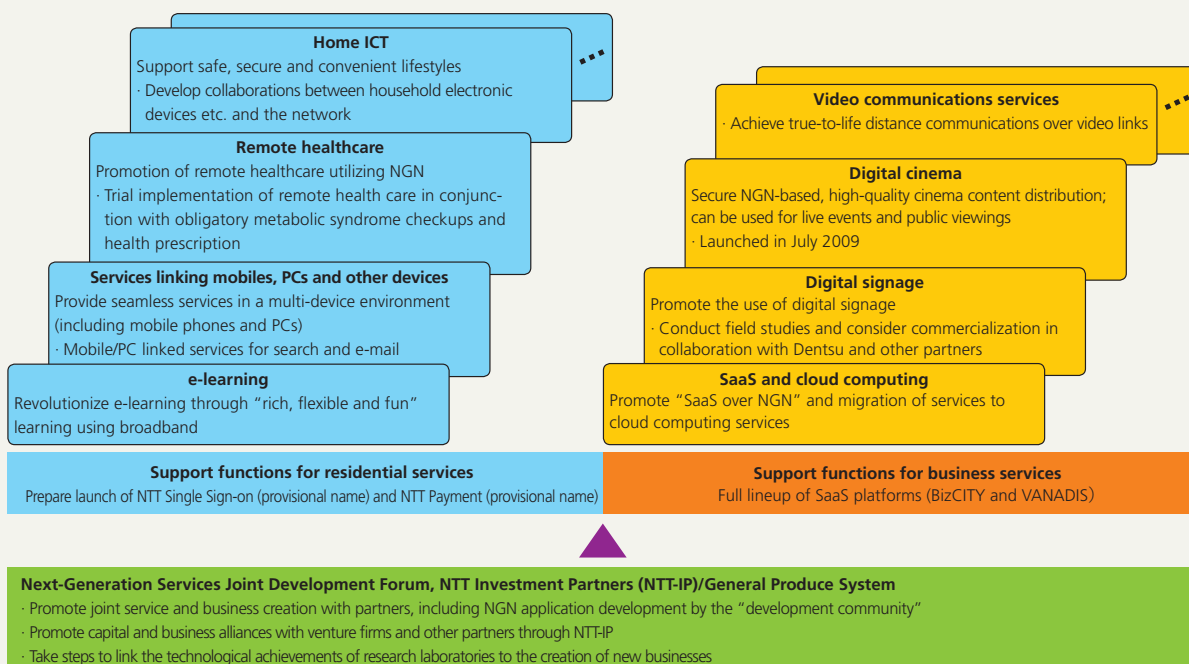 Home ICT
Support safe, secure and convenient lifestyles
· Develop collaborations between household electronic
devices etc. and the network
Remote healthcare
Promotion of remote healthcare utilizing NGN
· Trial implementation of remote health care in conjunc-
tion with obligatory metabolic syndrome checkups and
health prescription
Services linking mobiles, PCs and other devices
Provide seamless services in a multi-device environment
(including mobile phones and PCs)
· Mobile/PC linked services for search and e-mail
e-learning
Revolutionize e-learning through “rich, flexible and fun”
learning using broadband
Support functions for residential services
Prepare launch of NTT Single Sign-on (provisional name) and NTT Payment (provisional name)
Video communications services
· Achieve true-to-life distance communications over video links
Digital cinema
Secure NGN-based, high-quality cinema content distribution;
can be used for live events and public viewings
· Launched in July 2009
Digital signage
Promote the use of digital signage
· Conduct field studies and consider commercialization in
collaboration with Dentsu and other partners
SaaS and cloud computing
Promote “SaaS over NGN” and migration of services to
cloud computing services
Support functions for business services
Full lineup of SaaS platforms (BizCITY and VANADIS)
Next-Generation Services Joint Development Forum, NTT Investment Partners (NTT-IP)/General Produce System
· Promote joint service and business creation with partners, including NGN application development by the “development community”
· Promote capital and business alliances with venture firms and other partners through NTT-IP
· Take steps to link the technological achievements of research laboratories to the creation of new businesses